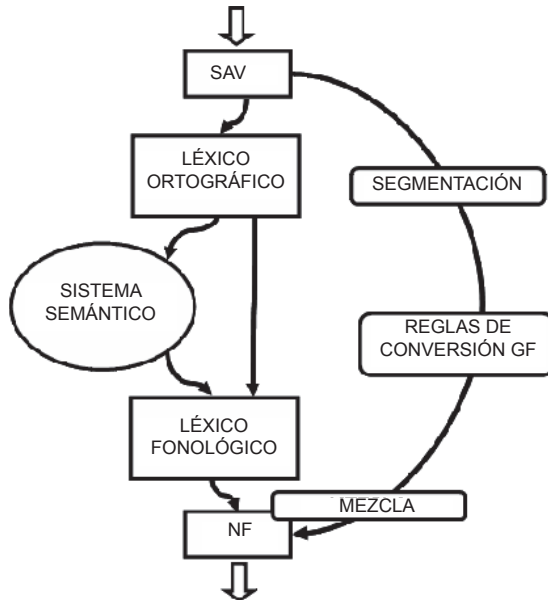 SAV
LÉXICO
ORTOGRÁFICO
SEGMENTACIÓN
SISTEMA
SEMÁNTICO
REGLAS DE
CONVERSIÓN GF
LÉXICO
FONOLÓGICO
MEZCLA
NF